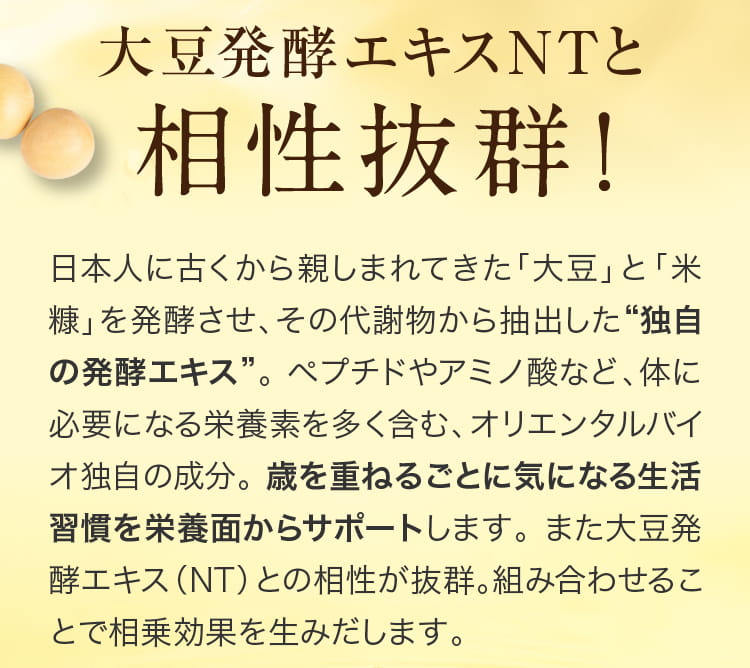 大豆発酵エキスNTと
相性抜群！
日本人に古くから親しまれてきた「大豆」と「米
糠」を発酵させ、その代謝物から抽出した“独自
の発酵エキス”。ペプチドやアミノ酸など、体に
必要になる栄養素を多く含む、オリエンタルバイ
オ独自の成分。歳を重ねるごとに気になる生活
習慣を栄養面からサポートします。また大豆発
酵エキス（NT）との相性が抜群。組み合わせるこ
とで相乗効果を生みだします。